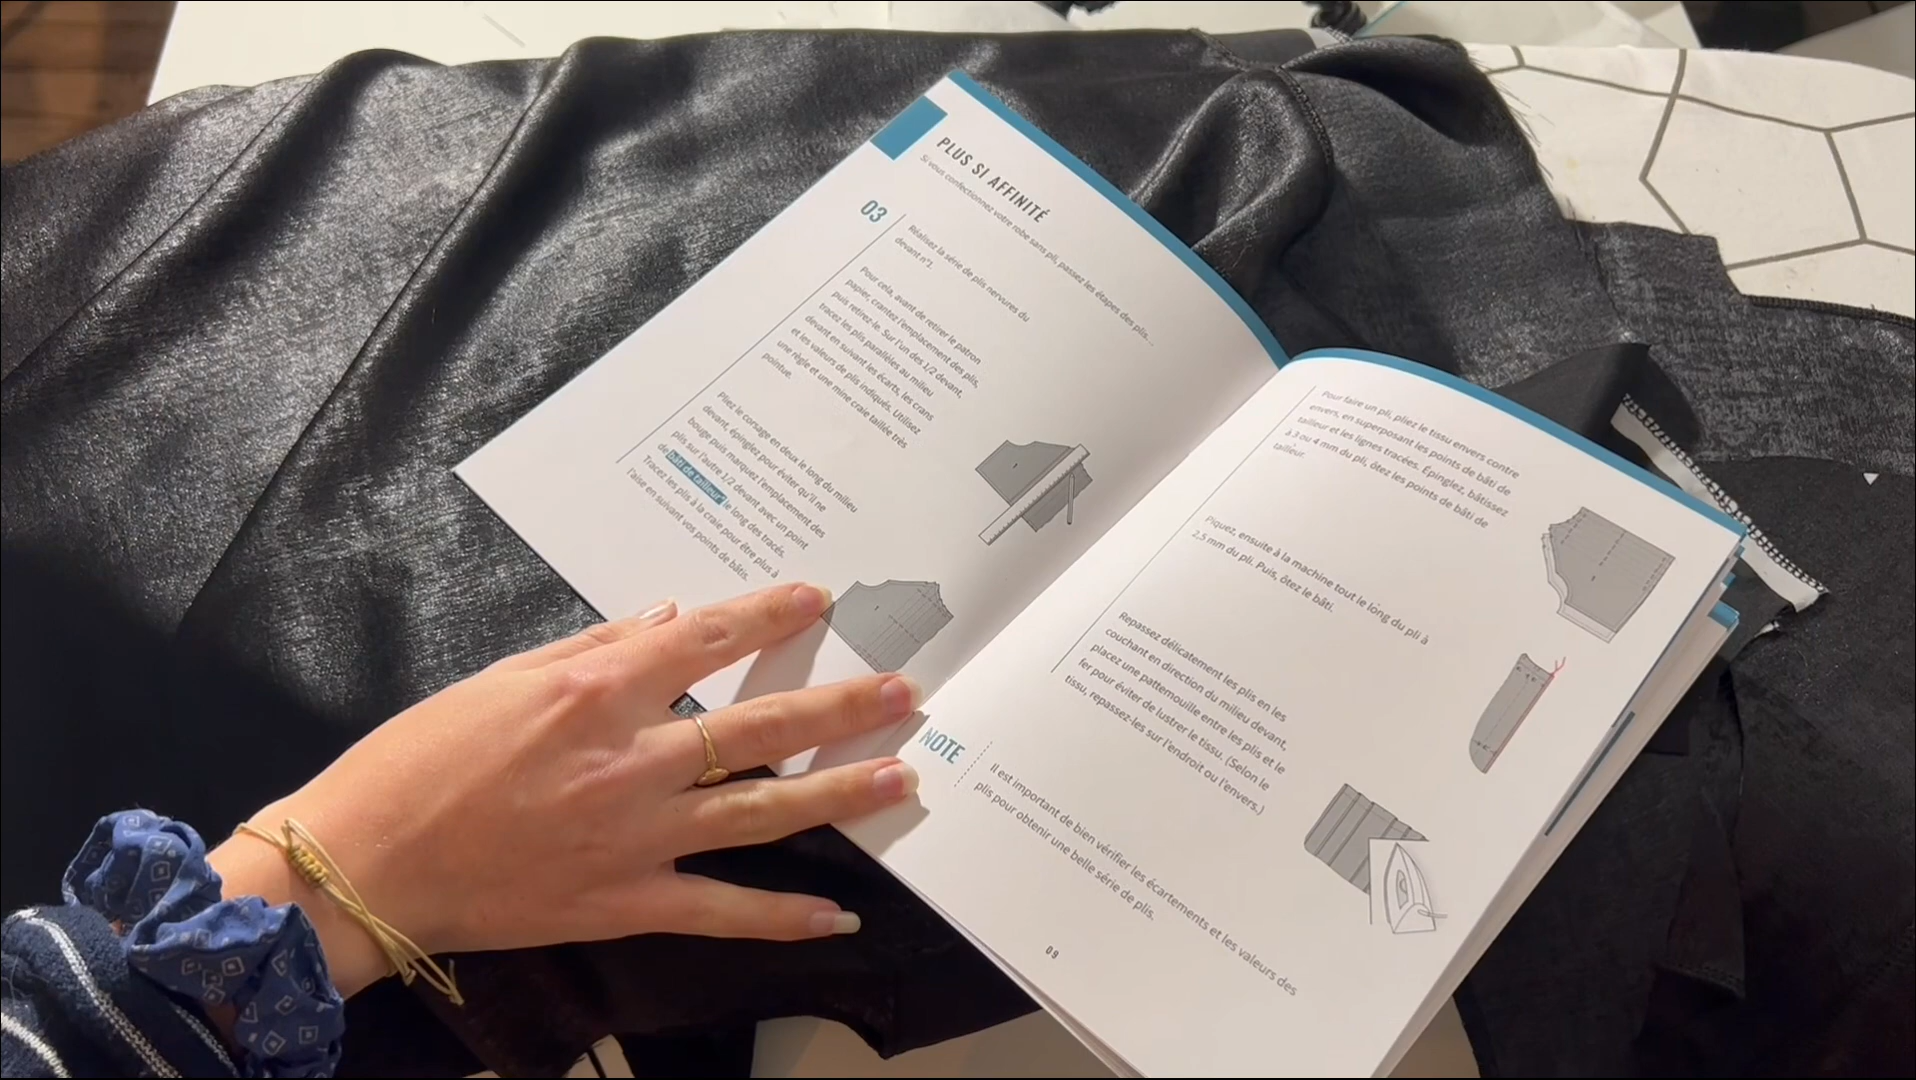 PLUS SI AFFINITÉ
Si vous confectionnez votre robe sans pli, passez les étapes des plis...
03
Réalisez la série de plis nervures du
devant n°1.
Pour cela, avant de retirer le patron
papier, crantez l'emplacement des plis,
puis retirez-le. Sur l'un des 1/2 devant,
tracez les plis parallèles au milieu
devant en suivant les écarts, les crans
et les valeurs de plis indiqués. Utilisez
une règle et une mine craie taillée très
pointue.
Pliez le corsage en deux le long du milieu
devant, épinglez pour éviter qu'il ne
bouge puis marquez l'emplacement des
plis sur l'autre 1/2 devant avec un point
de bâti de tailleur* le long des tracés.
Tracez les plis à la craie pour être plus à
l'aise en suivant vos points de bâtis.
Pour faire un pli, pliez le tissu envers contre
envers, en superposant les points de bâti de
tailleur et les lignes tracées. Épinglez, bâtissez
à 3 ou 4 mm du pli, ôtez les points de bâti de
tailleur.
Piquez, ensuite à la machine tout le long du pli à
2,5 mm du pli. Puis, ôtez le bâti.
Repassez délicatement les plis en les
couchant en direction du milieu devant,
placez une pattemouille entre les plis et le
fer pour éviter de lustrer le tissu. (Selon le
tissu, repassez-les sur l'endroit ou l'envers.)
NOTE
Il est important de bien vérifier les écartements et les valeurs des
plis pour obtenir une belle série de plis.
09